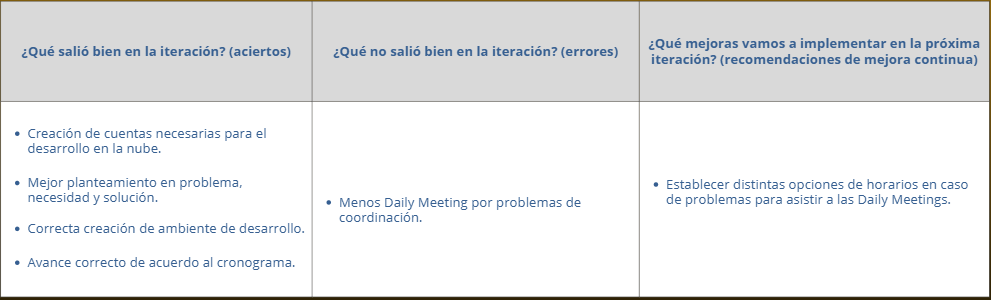 ¿Qué salió bien en la iteración? (aciertos)
¿Qué no salió bien en la iteración? (errores)
¿Qué mejoras vamos a implementar en la próxima
iteración? (recomendaciones de mejora continua)
• Creación de cuentas necesarias para el
desarrollo en la nube.
• Mejor planteamiento en problema,
necesidad y solución.
• Correcta creación de ambiente de desarrollo.
• Avance correcto de acuerdo al cronograma.
• Menos Daily Meeting por problemas de
coordinación.
• Establecer distintas opciones de horarios en caso
de problemas para asistir a las Daily Meetings.